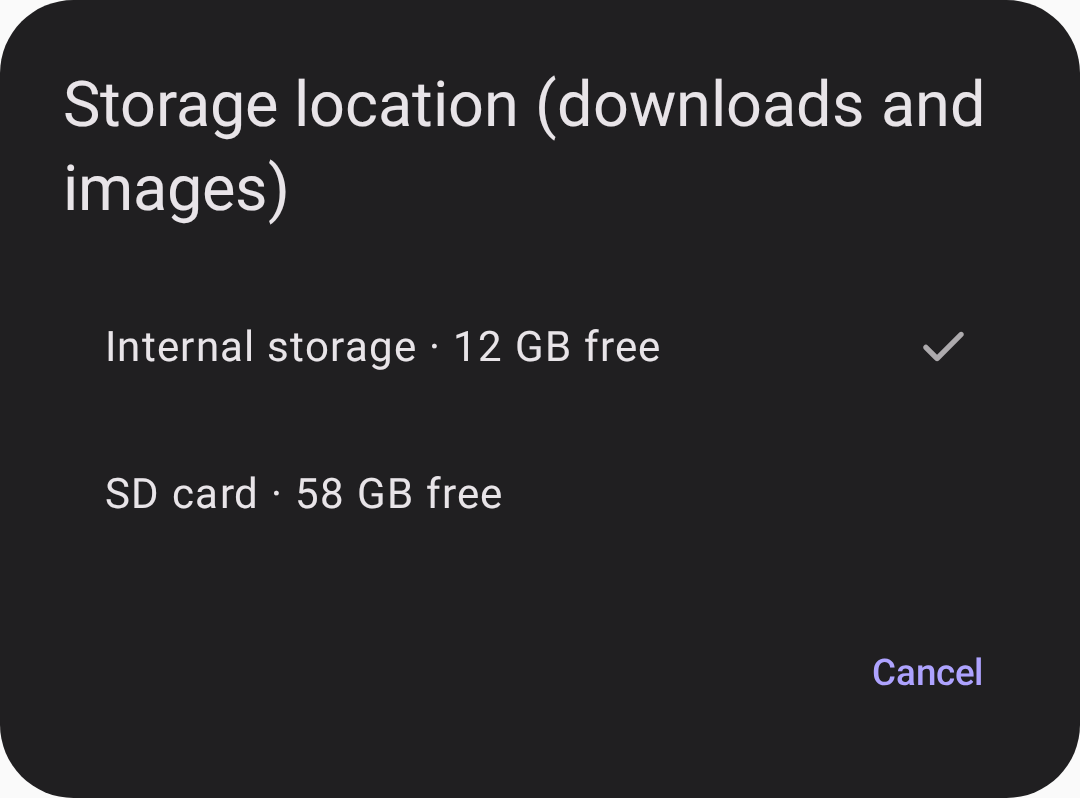 Storage location (downloads and
images)
Internal storage · 12 GB free
SD card · 58 GB free
Cancel